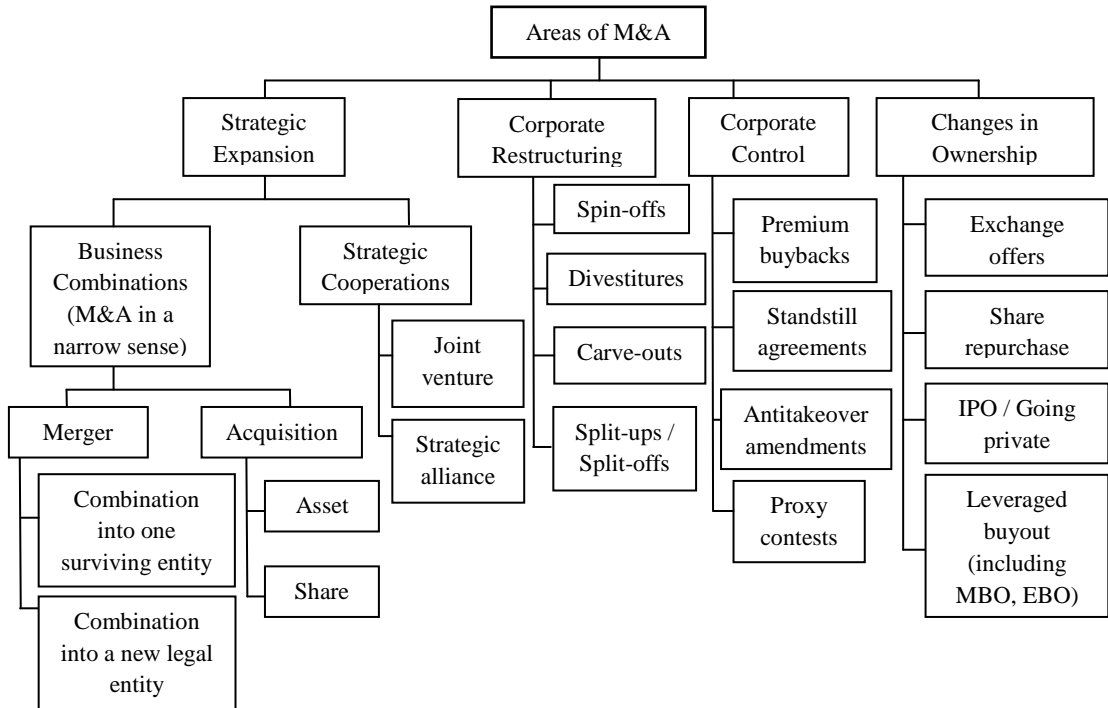 Areas of M&A
Strategic
Expansion
Corporate
Restructuring
Corporate
Control
Changes in
Ownership
Business
Combinations
(M&A in a
narrow sense)
Strategic
Cooperations
Merger
Acquisition
Combination
into one
surviving entity
Combination
into a new legal
entity
Asset
Share
Joint
venture
Strategic
alliance
Spin-offs
Divestitures
Carve-outs
Split-ups /
Split-offs
Premium
buybacks
Standstill
agreements
Antitakeover
amendments
Proxy
contests
Exchange
offers
Share
repurchase
IPO / Going
private
Leveraged
buyout
(including
MBO, EBO)